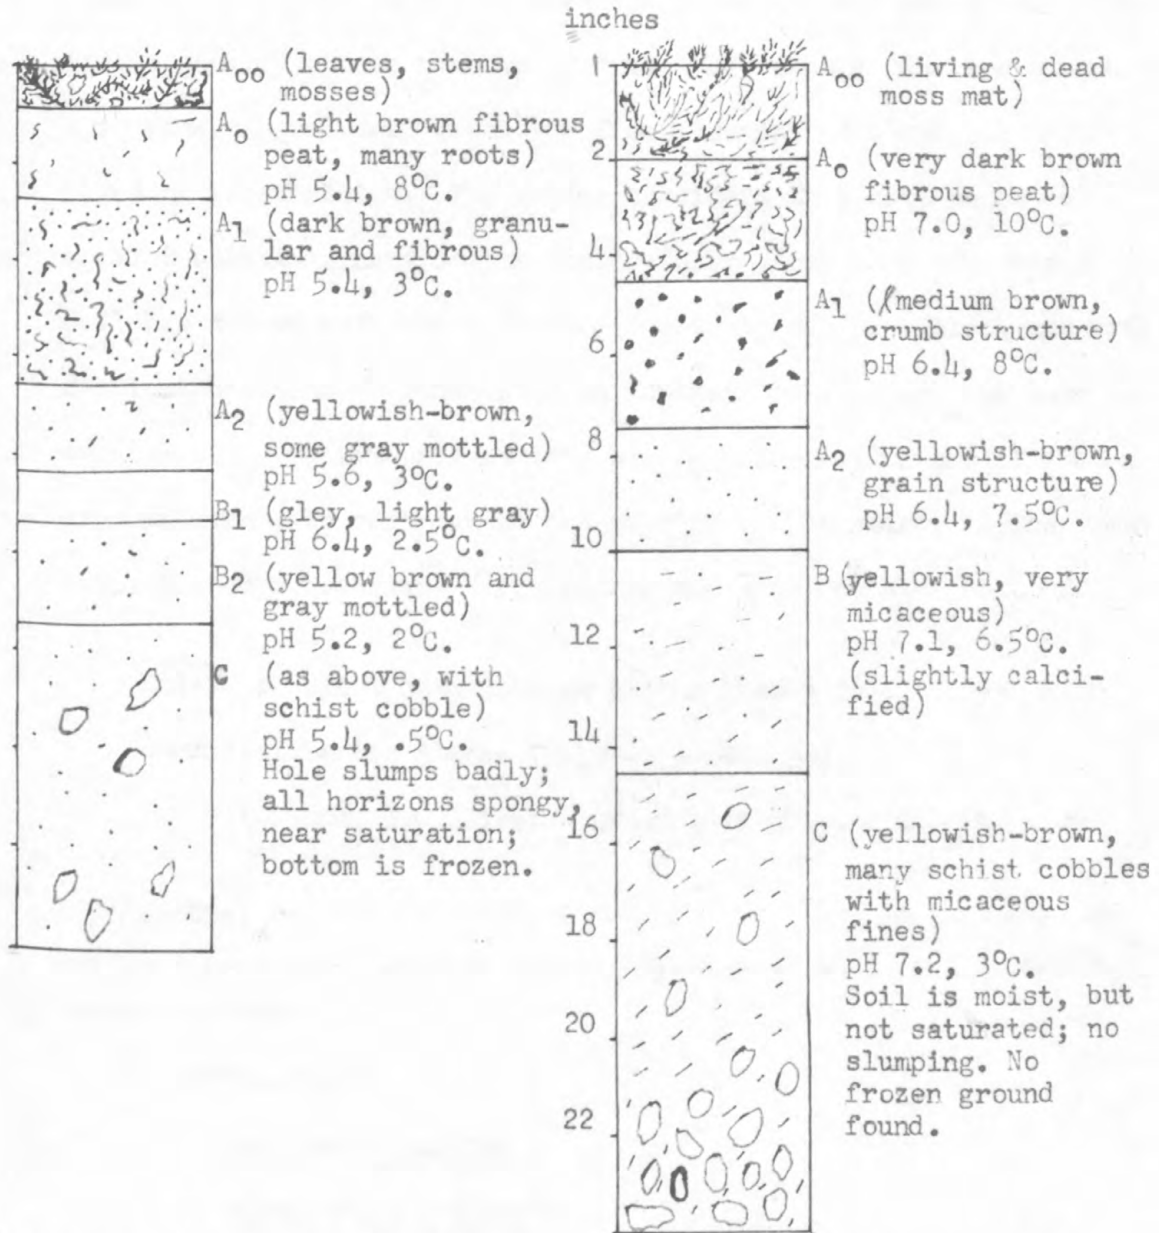 inches
A₀₀ (leaves, stems,
mosses)
A₀ (light brown fibrous
peat, many roots)
pH 5.4, 8°C.
A₁ (dark brown, granu-
lar and fibrous)
pH 5.4, 3°C.
A₂ (yellowish-brown,
some gray mottled)
pH 5.6, 3°C.
B₁ (gley, light gray)
pH 6.4, 2.5°C.
B₂ (yellow brown and
gray mottled)
pH 5.2, 2°C.
C (as above, with
schist cobble)
pH 5.4, .5°C.
Hole slumps badly;
all horizons spongy,
near saturation;
bottom is frozen.
1
2
4
6
8
10
12
14
16
18
20
22
A₀₀ (living & dead
moss mat)
A₀ (very dark brown
fibrous peat)
pH 7.0, 10°C.
A₁ (medium brown,
crumb structure)
pH 6.4, 8°C.
A₂ (yellowish-brown,
grain structure)
pH 6.4, 7.5°C.
B (yellowish, very
micaceous)
pH 7.1, 6.5°C.
(slightly calci-
fied)
C (yellowish-brown,
many schist cobbles
with micaceous
fines)
pH 7.2, 3°C.
Soil is moist, but
not saturated; no
slumping. No
frozen ground
found.